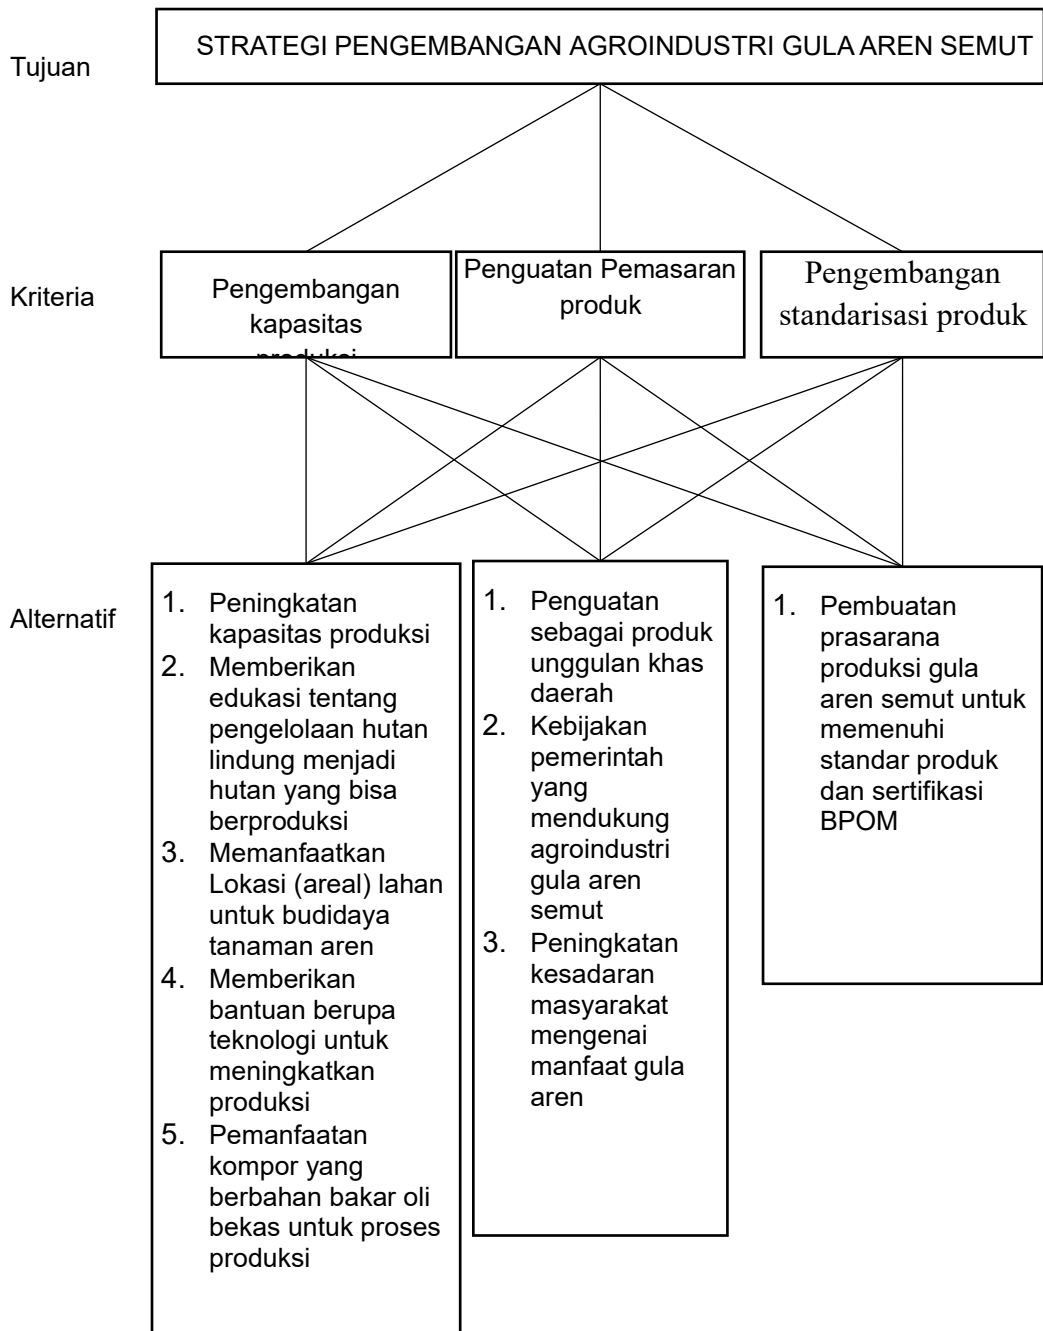 STRATEGI PENGEMBANGAN AGROINDUSTRI GULA AREN SEMUT
Tujuan
Kriteria
Pengembangan
kapasitas
produksi
Penguatan Pemasaran
produk
Pengembangan
standarisasi produk
Alternatif
1. Peningkatan
kapasitas produksi
2. Memberikan
edukasi tentang
pengelolaan hutan
lindung menjadi
hutan yang bisa
berproduksi
3. Memanfaatkan
Lokasi (areal) lahan
untuk budidaya
tanaman aren
4. Memberikan
bantuan berupa
teknologi untuk
meningkatkan
produksi
5. Pemanfaatan
kompor yang
berbahan bakar oli
bekas untuk proses
produksi
1. Penguatan
sebagai produk
unggulan khas
daerah
2. Kebijakan
pemerintah
yang
mendukung
agroindustri
gula aren
semut
3. Peningkatan
kesadaran
masyarakat
mengenai
manfaat gula
aren
1. Pembuatan
prasarana
produksi gula
aren semut untuk
memenuhi
standar produk
dan sertifikasi
BPOM